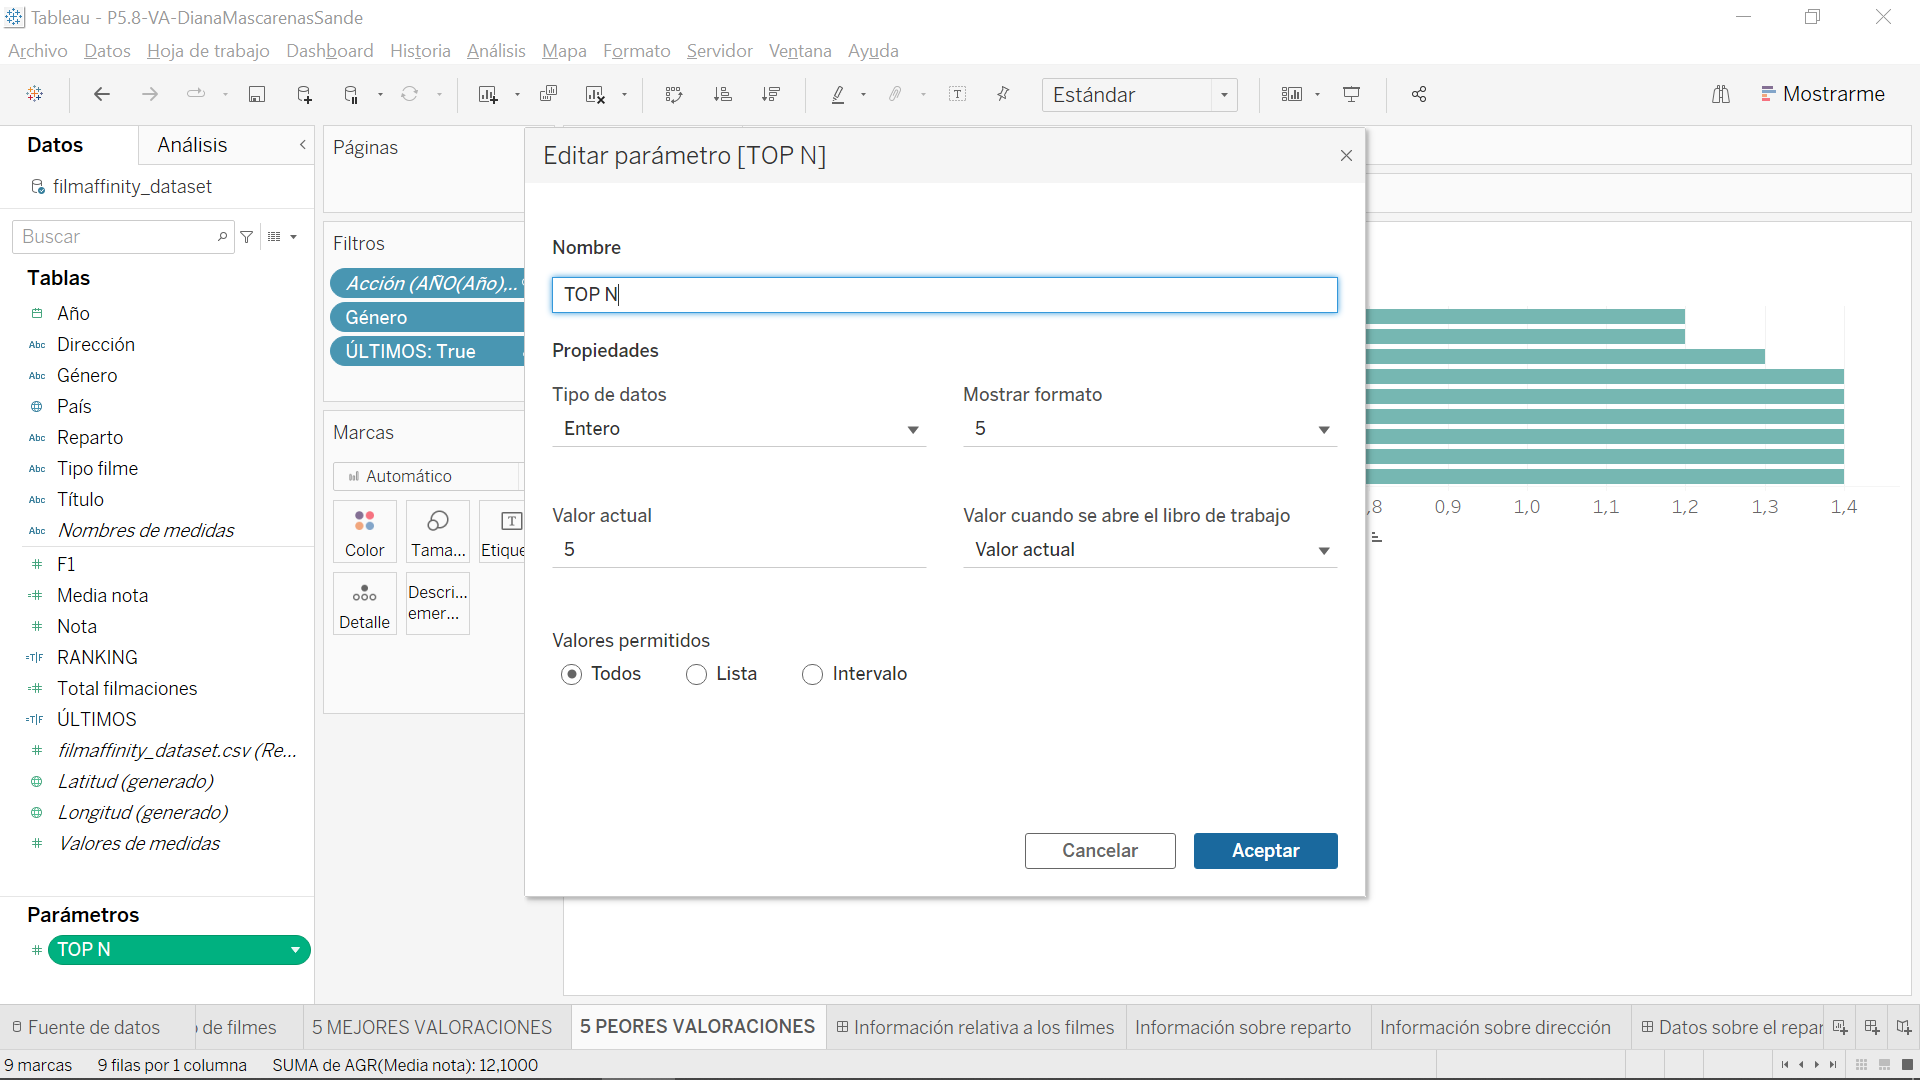 Tableau - P5.8-VA-DianaMascarenasSande
Archivo Datos Hoja de trabajo Dashboard Historia Análisis Mapa Formato Servidor Ventana Ayuda
Estándar
Mostrarme
Datos
Análisis
filmaffinity_dataset
Buscar
Tablas
Año
Abc Dirección
Abc Género
País
Abc Reparto
Abc Tipo filme
Abc Título
Abc Nombres de medidas
F1
Media nota
Nota
RANKING
Total filmaciones
ÚLTIMOS
filmaffinity_dataset.csv (Re...
Latitud (generado)
Longitud (generado)
Valores de medidas
Parámetros
TOP N
Páginas
Filtros
Acción (AÑO(Año),..
Género
ÚLTIMOS: True
Marcas
Automático
Color
Tama...
Etique
Detalle
Descri...
emer...
Editar parámetro [TOP N]
Nombre
TOP N
Propiedades
Tipo de datos
Mostrar formato
Entero
5
Valor actual
Valor cuando se abre el libro de trabajo
5
Valor actual
Valores permitidos
Todos
Lista
Intervalo
Cancelar
Aceptar
,8 0,9 1,0 1,1 1,2 1,3 1,4
Fuente de datos
de filmes
5 MEJORES VALORACIONES
5 PEORES VALORACIONES
Información relativa a los filmes
Información sobre reparto
Información sobre dirección
Datos sobre el repar
9 marcas
9 filas por 1 columna
SUMA de AGR(Media nota): 12,1000